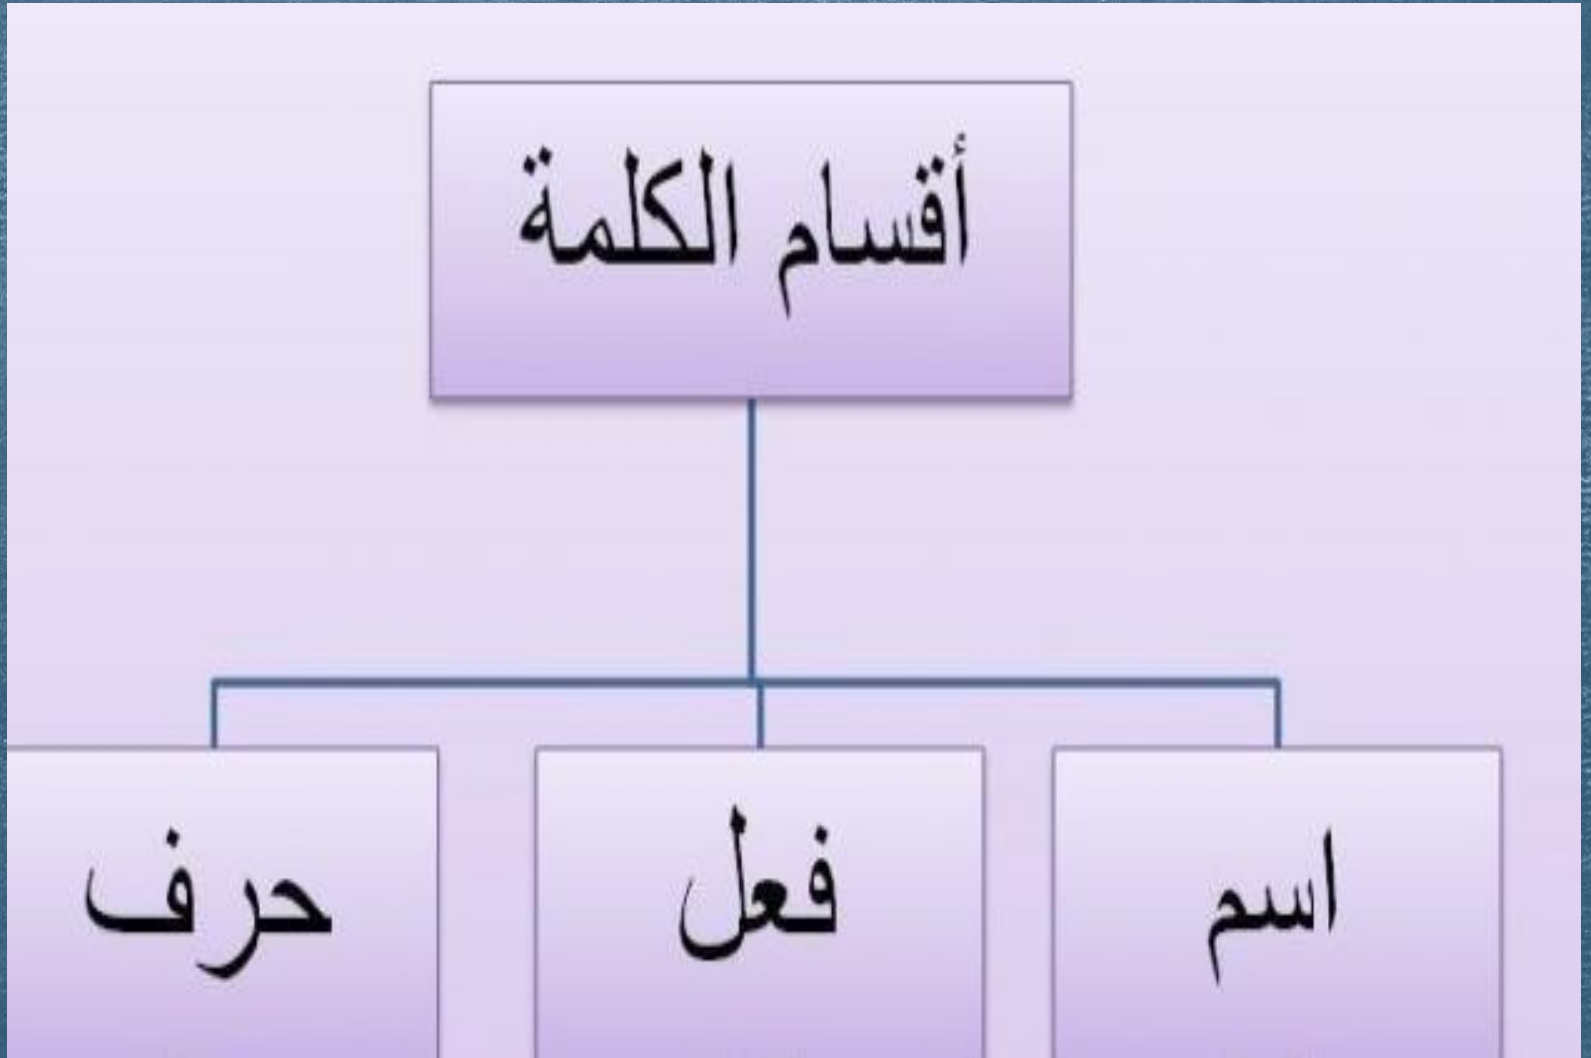 أقسام الكلمة
اسم
فعل
حرف